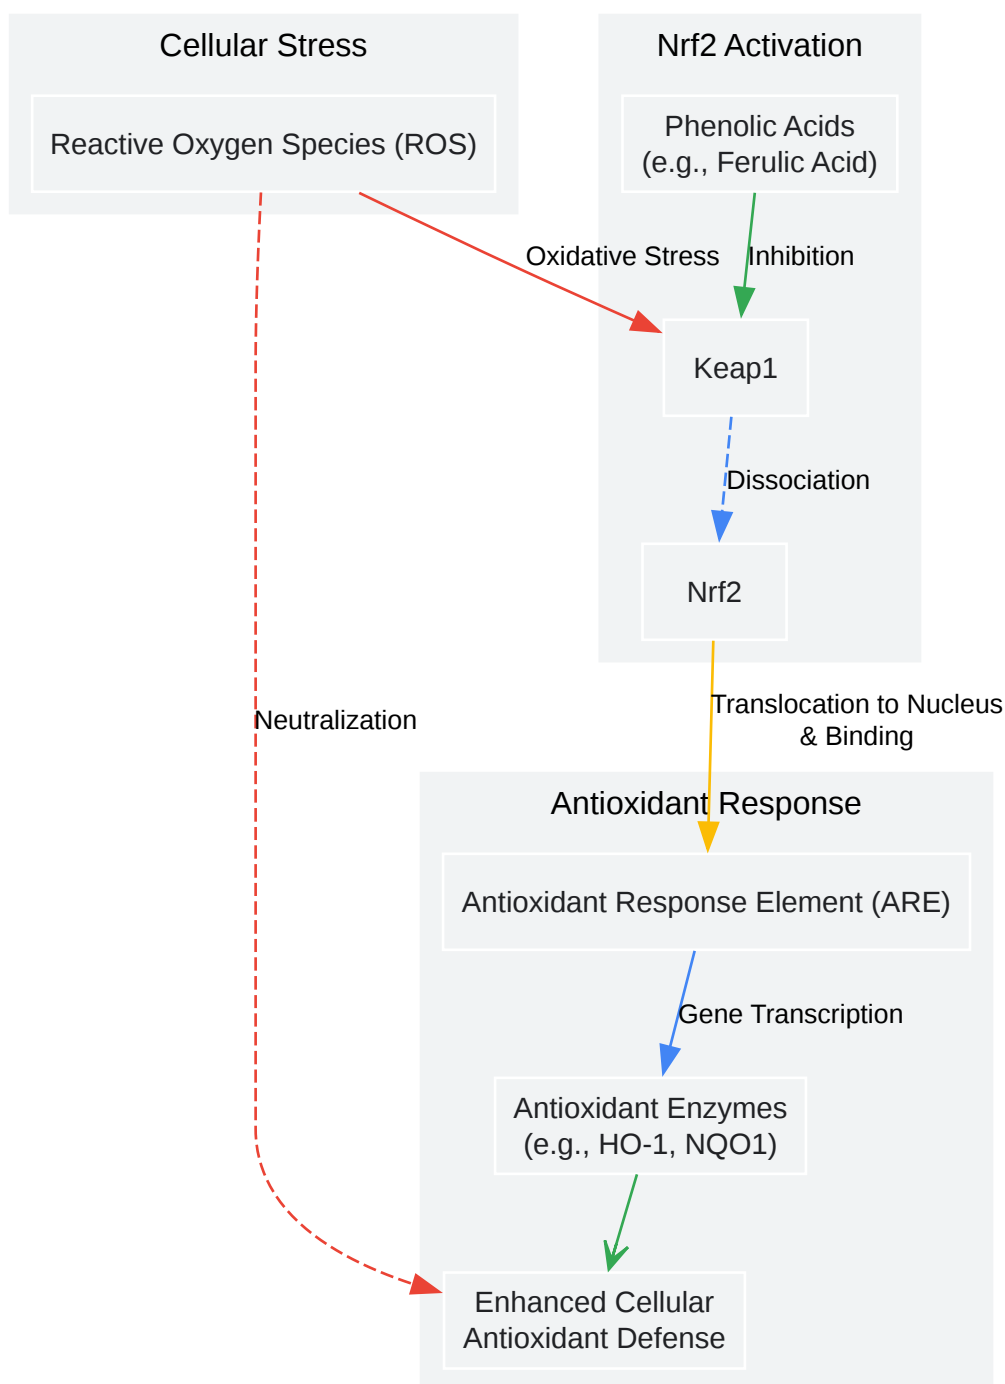 Cellular Stress
Reactive Oxygen Species (ROS)
Nrf2 Activation
Phenolic Acids
(e.g., Ferulic Acid)
Oxidative Stress
Inhibition
Keap1
Dissociation
Nrf2
Neutralization
Translocation to Nucleus
& Binding
Antioxidant Response
Antioxidant Response Element (ARE)
Gene Transcription
Antioxidant Enzymes
(e.g., HO-1, NQO1)
Enhanced Cellular
Antioxidant Defense